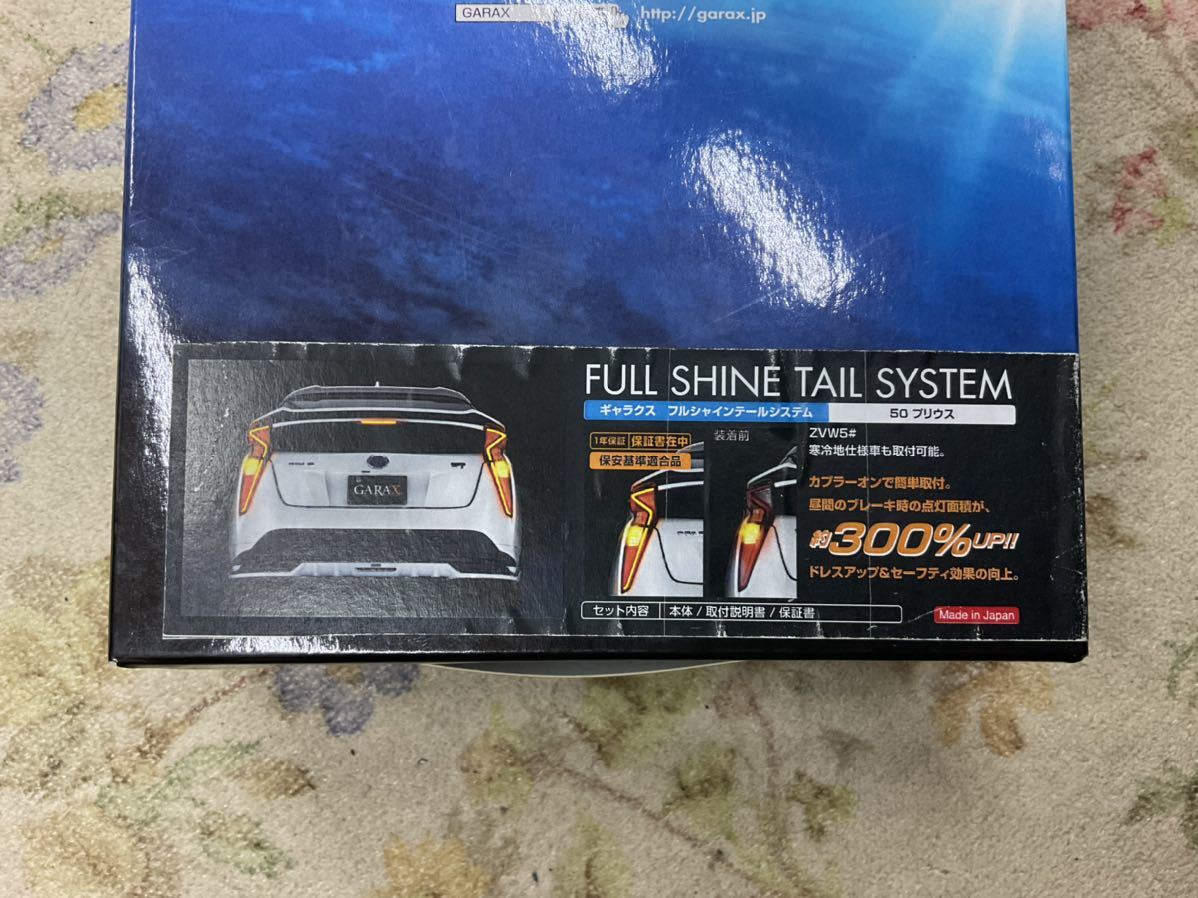 GARAX
http://garax.jp
FULL SHINE TAIL SYSTEM
ギャラクス フルシャインテールシステム
50 プリウス
1年保証 保証書在中
保安基準適合品
装着前
ZVW5#
寒冷地仕様車も取付可能。
カプラーオンで簡単取付。
昼間のブレーキ時の点灯面積が、
約300%UP!!
ドレスアップ&セーフティ効果の向上。
GARAX
セット内容 本体 / 取付説明書 / 保証書
Made in Japan